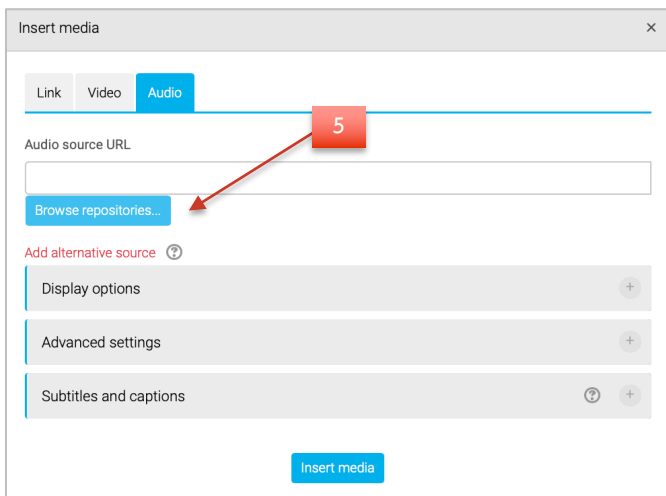 Insert media ×
Link Video Audio
5
Audio source URL
Browse repositories...
Add alternative source ?
Display options +
Advanced settings +
Subtitles and captions ? +
Insert media